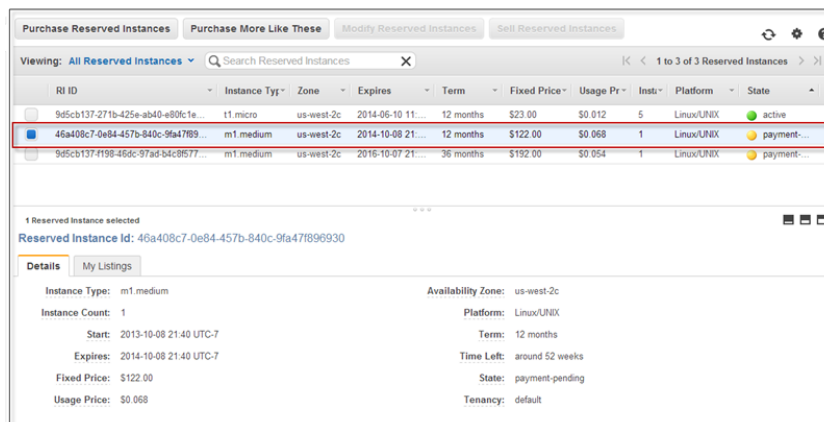 Purchase Reserved Instances Purchase More Like These Modify Reserved Instances Sell Reserved Instances
Viewing: All Reserved Instances Search Reserved Instances 1 to 3 of 3 Reserved Instances
RI ID Instance Typ Zone Expires Term Fixed Price Usage Pr Insta Platform State
9d5cb137-271b-425e-ab40-e80fc1e... t1.micro us-west-2c 2014-06-10 11:... 12 months $23.00 $0.012 5 Linux/UNIX active
46a408c7-0e84-457b-840c-9fa47f89... m1.medium us-west-2c 2014-10-08 21:... 12 months $122.00 $0.068 1 Linux/UNIX payment-...
9d5cb137-f198-46dc-97ad-b4c8f577... m1.medium us-west-2c 2016-10-07 21:... 36 months $192.00 $0.054 1 Linux/UNIX payment-...
1 Reserved Instance selected
Reserved Instance Id: 46a408c7-0e84-457b-840c-9fa47f896930
Details My Listings
Instance Type: m1.medium Availability Zone: us-west-2c
Instance Count: 1 Platform: Linux/UNIX
Start: 2013-10-08 21:40 UTC-7 Term: 12 months
Expires: 2014-10-08 21:40 UTC-7 Time Left: around 52 weeks
Fixed Price: $122.00 State: payment-pending
Usage Price: $0.068 Tenancy: default